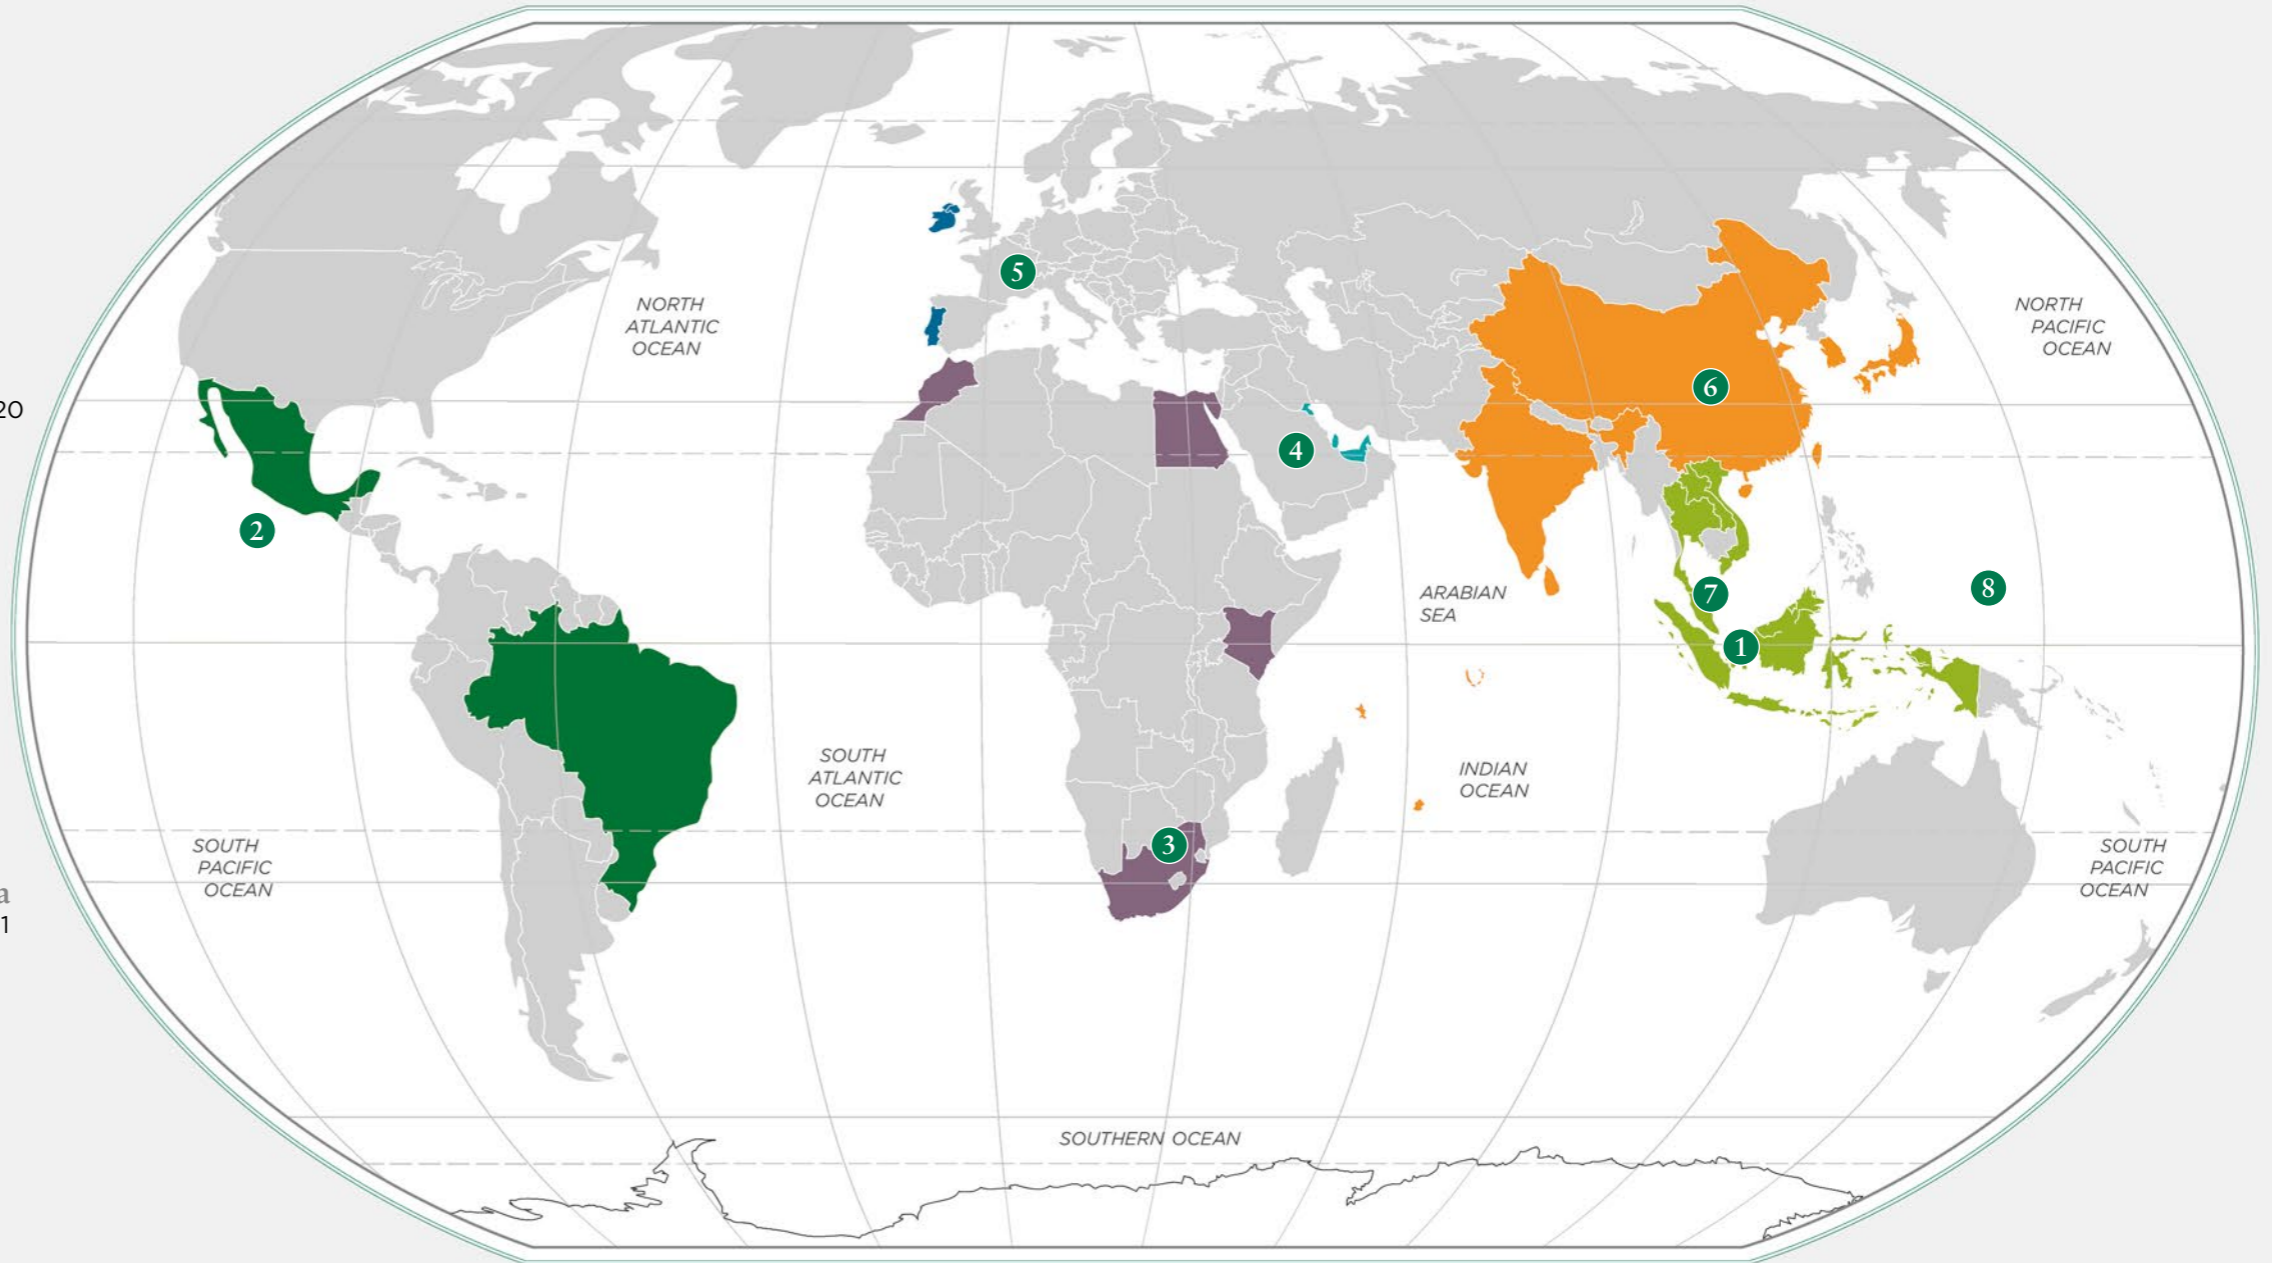 NORTH
ATLANTIC
OCEAN
NORTH
PACIFIC
OCEAN
5
6
20
4
2
ARABIAN
SEA
7
8
1
SOUTH
ATLANTIC
OCEAN
INDIAN
OCEAN
3
SOUTH
PACIFIC
OCEAN
SOUTH
PACIFIC
OCEAN
a
1
SOUTHERN OCEAN